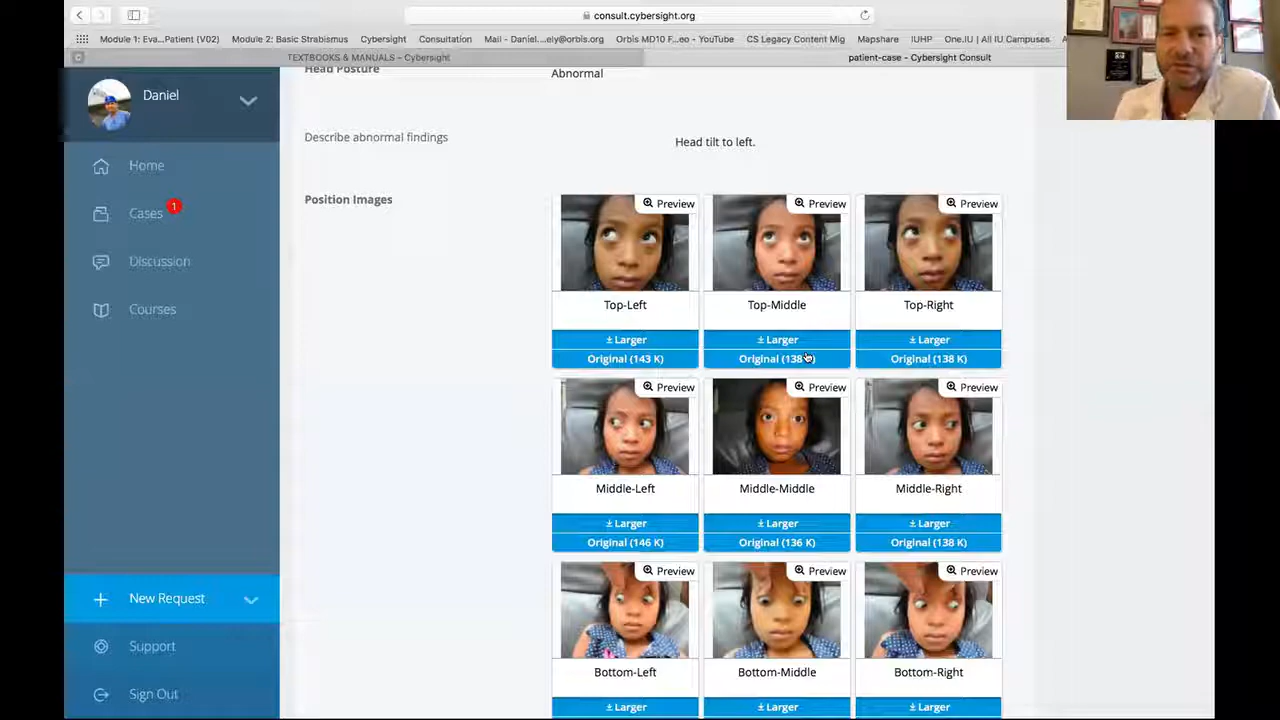 consult.cybersight.org
Module 1: Eva...Patient (V02) Module 2: Basic Strabismus Cybersight Consultation Mail - Daniel....ely@orbis.org Orbis MD10 F...eo - YouTube CS Legacy Content Mig Mapshare IUHP One.IU | All IU Campuses
C TEXTBOOKS & MANUALS – Cybersight patient-case – Cybersight Consult
Daniel
Home
Cases 1
Discussion
Courses
New Request
Support
Sign Out
Head Posture Abnormal
Describe abnormal findings Head tilt to left.
Position Images
Preview Preview Preview
Top-Left Top-Middle Top-Right
Larger Larger Larger
Original (143 K) Original (138 Original (138 K)
Preview Preview Preview
Middle-Left Middle-Middle Middle-Right
Larger Larger Larger
Original (146 K) Original (136 K) Original (138 K)
Preview Preview Preview
Bottom-Left Bottom-Middle Bottom-Right
Larger Larger Larger